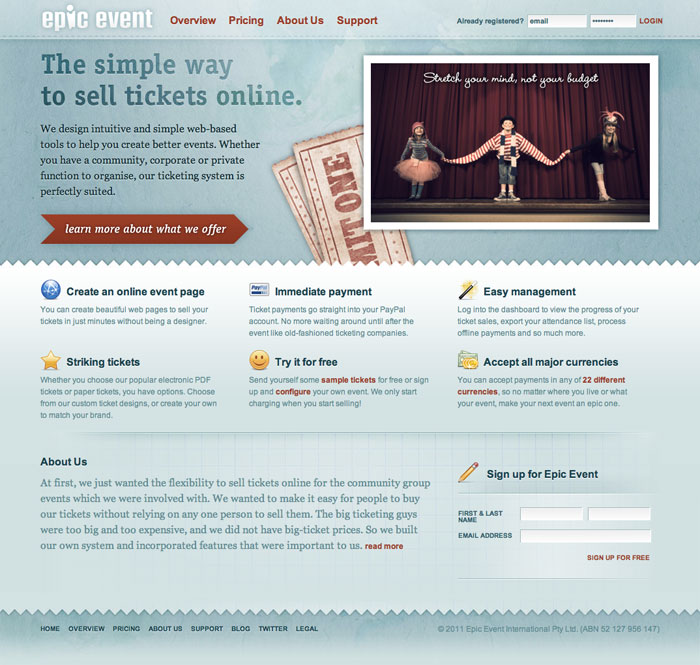 epic event
Overview Pricing About Us Support
Already registered? email •••••••• LOGIN
The simple way
to sell tickets online.
We design intuitive and simple web-based
tools to help you create better events. Whether
you have a community, corporate or private
function to organise, our ticketing system is
perfectly suited.
learn more about what we offer
Stretch your mind, not your budget
Create an online event page
You can create beautiful web pages to sell your
tickets in just minutes without being a designer.
PayPal
Immediate payment
Ticket payments go straight into your PayPal
account. No more waiting around until after the
event like old-fashioned ticketing companies.
Easy management
Log into the dashboard to view the progress of your
ticket sales, export your attendance list, process
offline payments and so much more.
Striking tickets
Whether you choose our popular electronic PDF
tickets or paper tickets, you have options. Choose
from our custom ticket designs, or create your own
to match your brand.
Try it for free
Send yourself some sample tickets for free or sign
up and configure your own event. We only start
charging when you start selling!
Accept all major currencies
You can accept payments in any of 22 different
currencies, so no matter where you live or what
your event, make your next event an epic one.
About Us
At first, we just wanted the flexibility to sell tickets online for the community group
events which we were involved with. We wanted to make it easy for people to buy
our tickets without relying on any one person to sell them. The big ticketing guys
were too big and too expensive, and we did not have big-ticket prices. So we built
our own system and incorporated features that were important to us. read more
Sign up for Epic Event
FIRST & LAST
NAME
EMAIL ADDRESS
SIGN UP FOR FREE
HOME OVERVIEW PRICING ABOUT US SUPPORT BLOG TWITTER LEGAL
© 2011 Epic Event International Pty Ltd. (ABN 52 127 956 147)